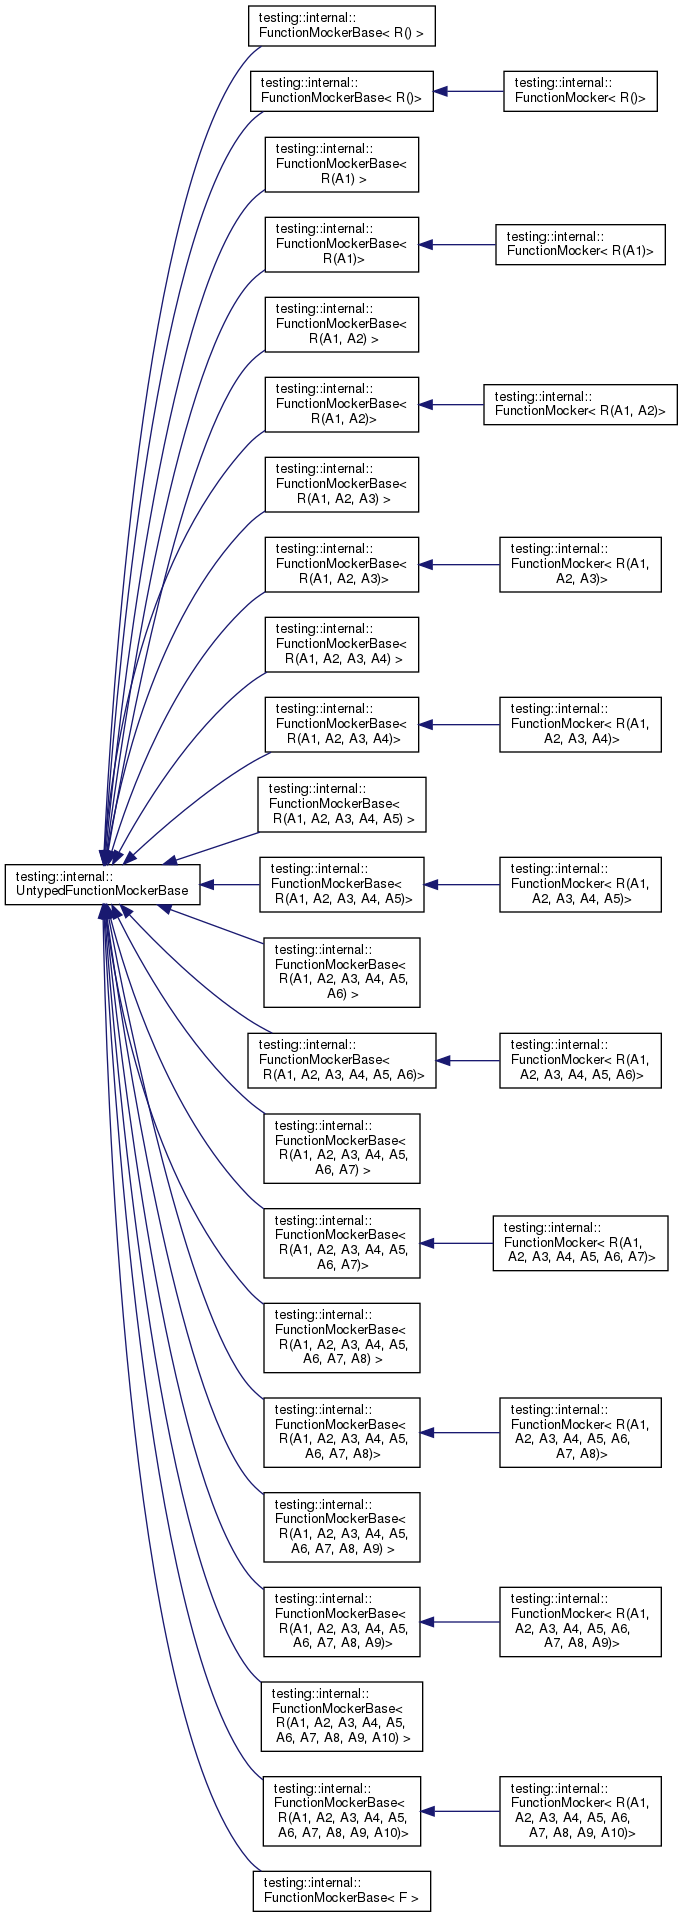 testing::internal::
FunctionMockerBase< R() >
testing::internal::
FunctionMockerBase< R()>
testing::internal::
FunctionMocker< R()>
testing::internal::
FunctionMockerBase<
R(A1) >
testing::internal::
FunctionMockerBase<
R(A1)>
testing::internal::
FunctionMocker< R(A1)>
testing::internal::
FunctionMockerBase<
R(A1, A2) >
testing::internal::
FunctionMockerBase<
R(A1, A2)>
testing::internal::
FunctionMocker< R(A1, A2)>
testing::internal::
FunctionMockerBase<
R(A1, A2, A3) >
testing::internal::
FunctionMockerBase<
R(A1, A2, A3)>
testing::internal::
FunctionMocker< R(A1,
A2, A3)>
testing::internal::
FunctionMockerBase<
R(A1, A2, A3, A4) >
testing::internal::
FunctionMockerBase<
R(A1, A2, A3, A4)>
testing::internal::
FunctionMocker< R(A1,
A2, A3, A4)>
testing::internal::
FunctionMockerBase<
R(A1, A2, A3, A4, A5) >
testing::internal::
UntypedFunctionMockerBase
testing::internal::
FunctionMockerBase<
R(A1, A2, A3, A4, A5)>
testing::internal::
FunctionMocker< R(A1,
A2, A3, A4, A5)>
testing::internal::
FunctionMockerBase<
R(A1, A2, A3, A4, A5,
A6) >
testing::internal::
FunctionMockerBase<
R(A1, A2, A3, A4, A5, A6)>
testing::internal::
FunctionMocker< R(A1,
A2, A3, A4, A5, A6)>
testing::internal::
FunctionMockerBase<
R(A1, A2, A3, A4, A5,
A6, A7) >
testing::internal::
FunctionMockerBase<
R(A1, A2, A3, A4, A5,
A6, A7)>
testing::internal::
FunctionMocker< R(A1,
A2, A3, A4, A5, A6, A7)>
testing::internal::
FunctionMockerBase<
R(A1, A2, A3, A4, A5,
A6, A7, A8) >
testing::internal::
FunctionMockerBase<
R(A1, A2, A3, A4, A5,
A6, A7, A8)>
testing::internal::
FunctionMocker< R(A1,
A2, A3, A4, A5, A6,
A7, A8)>
testing::internal::
FunctionMockerBase<
R(A1, A2, A3, A4, A5,
A6, A7, A8, A9) >
testing::internal::
FunctionMockerBase<
R(A1, A2, A3, A4, A5,
A6, A7, A8, A9)>
testing::internal::
FunctionMocker< R(A1,
A2, A3, A4, A5, A6,
A7, A8, A9)>
testing::internal::
FunctionMockerBase<
R(A1, A2, A3, A4, A5,
A6, A7, A8, A9, A10) >
testing::internal::
FunctionMockerBase<
R(A1, A2, A3, A4, A5,
A6, A7, A8, A9, A10)>
testing::internal::
FunctionMocker< R(A1,
A2, A3, A4, A5, A6,
A7, A8, A9, A10)>
testing::internal::
FunctionMockerBase< F >